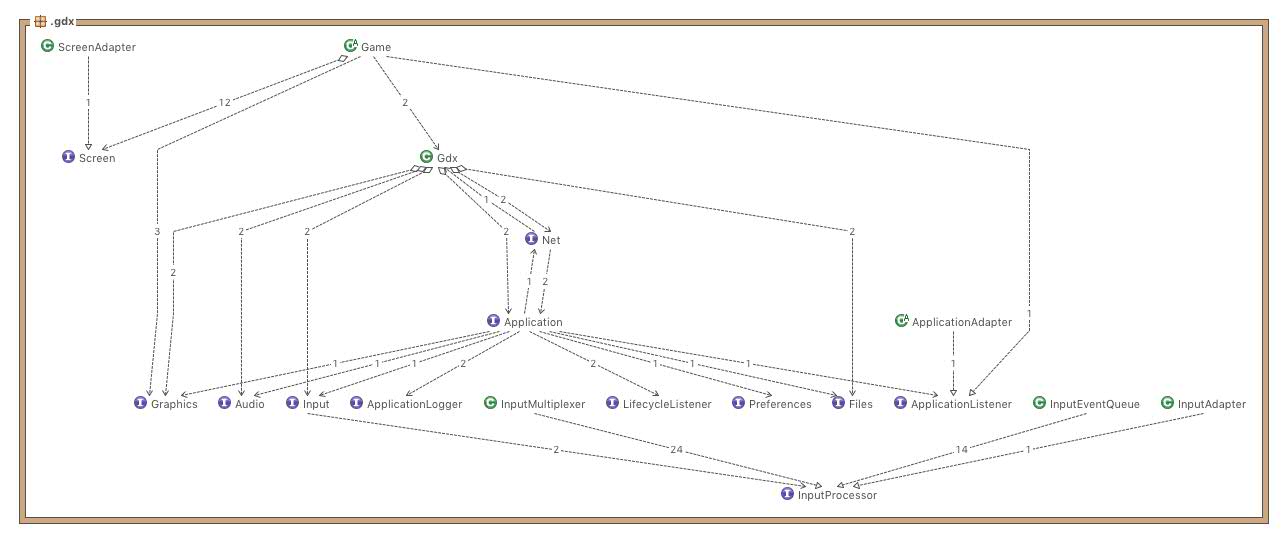 .gdx
ScreenAdapter
Game
1
12
2
Screen
Gdx
1
2
3
2
2
2
2
Net
2
1
2
Application
ApplicationAdapter
1
1
1
1
2
2
1
1
1
1
Graphics
Audio
Input
ApplicationLogger
InputMultiplexer
LifecycleListener
Preferences
Files
ApplicationListener
InputEventQueue
InputAdapter
2
24
14
1
InputProcessor